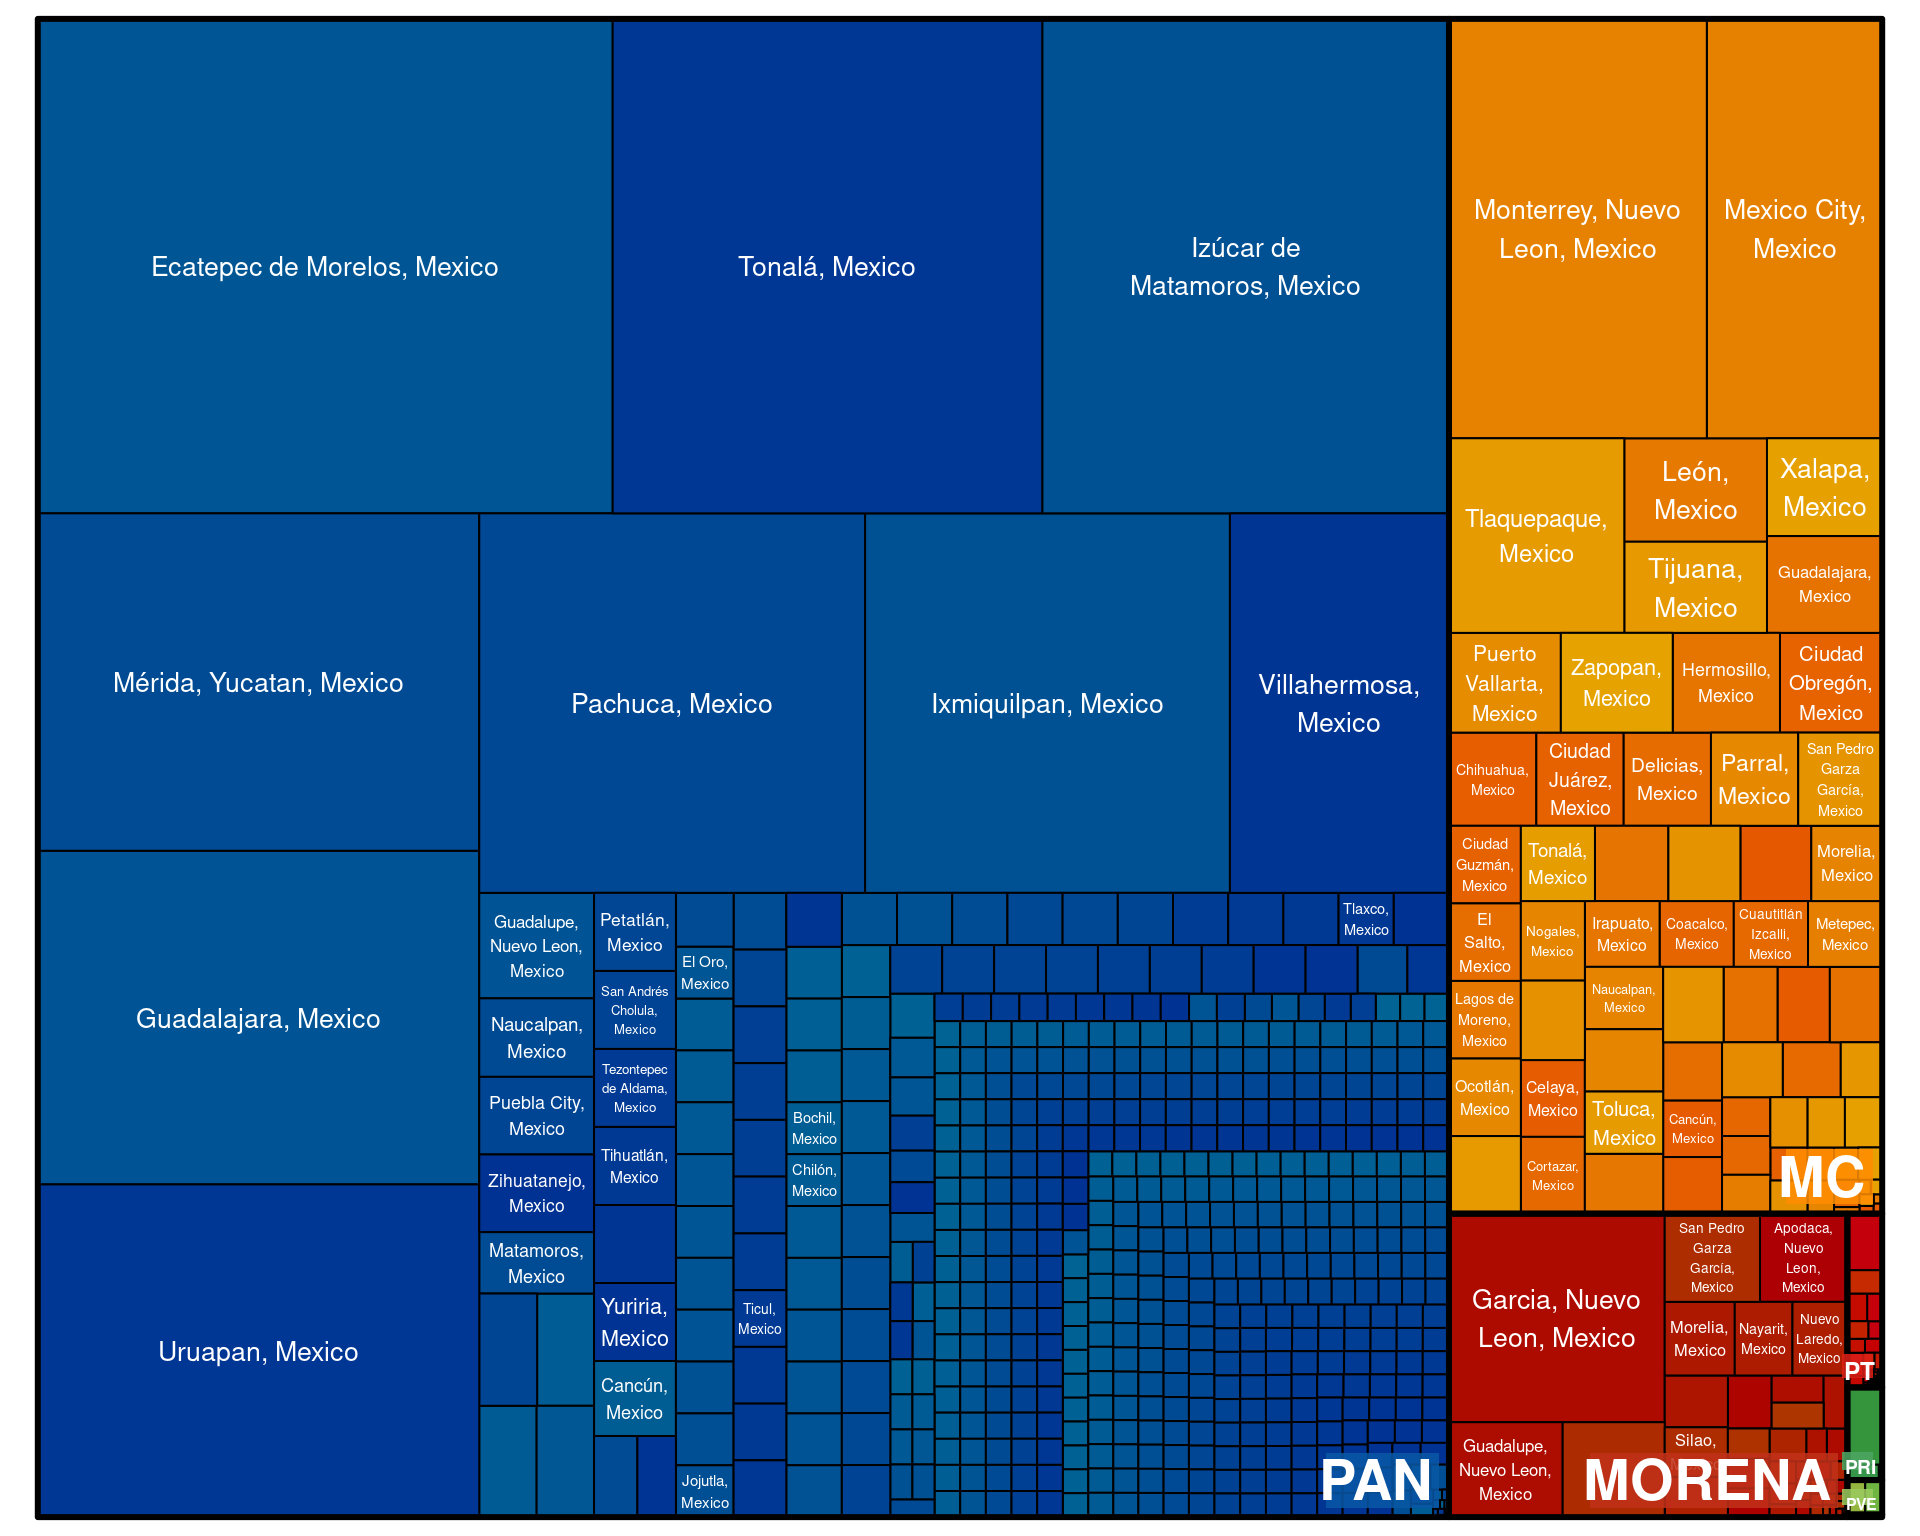 Ecatepec de Morelos, Mexico
Tonalá, Mexico
Izúcar de
Matamoros, Mexico
Mérida, Yucatan, Mexico
Pachuca, Mexico
Ixmiquilpan, Mexico
Villahermosa,
Mexico
Guadalajara, Mexico
Uruapan, Mexico
Guadalupe,
Nuevo Leon,
Mexico
Naucalpan,
Mexico
Puebla City,
Mexico
Zihuatanejo,
Mexico
Matamoros,
Mexico
Petatlán,
Mexico
San Andrés
Cholula,
Mexico
Tezontepec
de Aldama,
Mexico
Tihuatlán,
Mexico
Yuriria,
Mexico
Cancún,
Mexico
El Oro,
Mexico
Jojutla,
Mexico
Ticul,
Mexico
Bochil,
Mexico
Chilón,
Mexico
Tlaxco,
Mexico
PAN
Monterrey, Nuevo
Leon, Mexico
Mexico City,
Mexico
Tlaquepaque,
Mexico
León,
Mexico
Xalapa,
Mexico
Tijuana,
Mexico
Guadalajara,
Mexico
Puerto
Vallarta,
Mexico
Zapopan,
Mexico
Hermosillo,
Mexico
Ciudad
Obregón,
Mexico
Chihuahua,
Mexico
Ciudad
Juárez,
Mexico
Delicias,
Mexico
Parral,
Mexico
San Pedro
Garza
García,
Mexico
Ciudad
Guzmán,
Mexico
Tonalá,
Mexico
Morelia,
Mexico
El
Salto,
Mexico
Nogales,
Mexico
Irapuato,
Mexico
Coacalco,
Mexico
Cuautitlán
Izcalli,
Mexico
Metepec,
Mexico
Lagos de
Moreno,
Mexico
Naucalpan,
Mexico
Ocotlán,
Mexico
Celaya,
Mexico
Toluca,
Mexico
Cancún,
Mexico
Cortazar,
Mexico
MC
Garcia, Nuevo
Leon, Mexico
San Pedro
Garza
García,
Mexico
Apodaca,
Nuevo
Leon,
Mexico
Morelia,
Mexico
Nayarit,
Mexico
Nuevo
Laredo,
Mexico
Guadalupe,
Nuevo Leon,
Mexico
Silao,
MORENA
PT
PRI
PVE